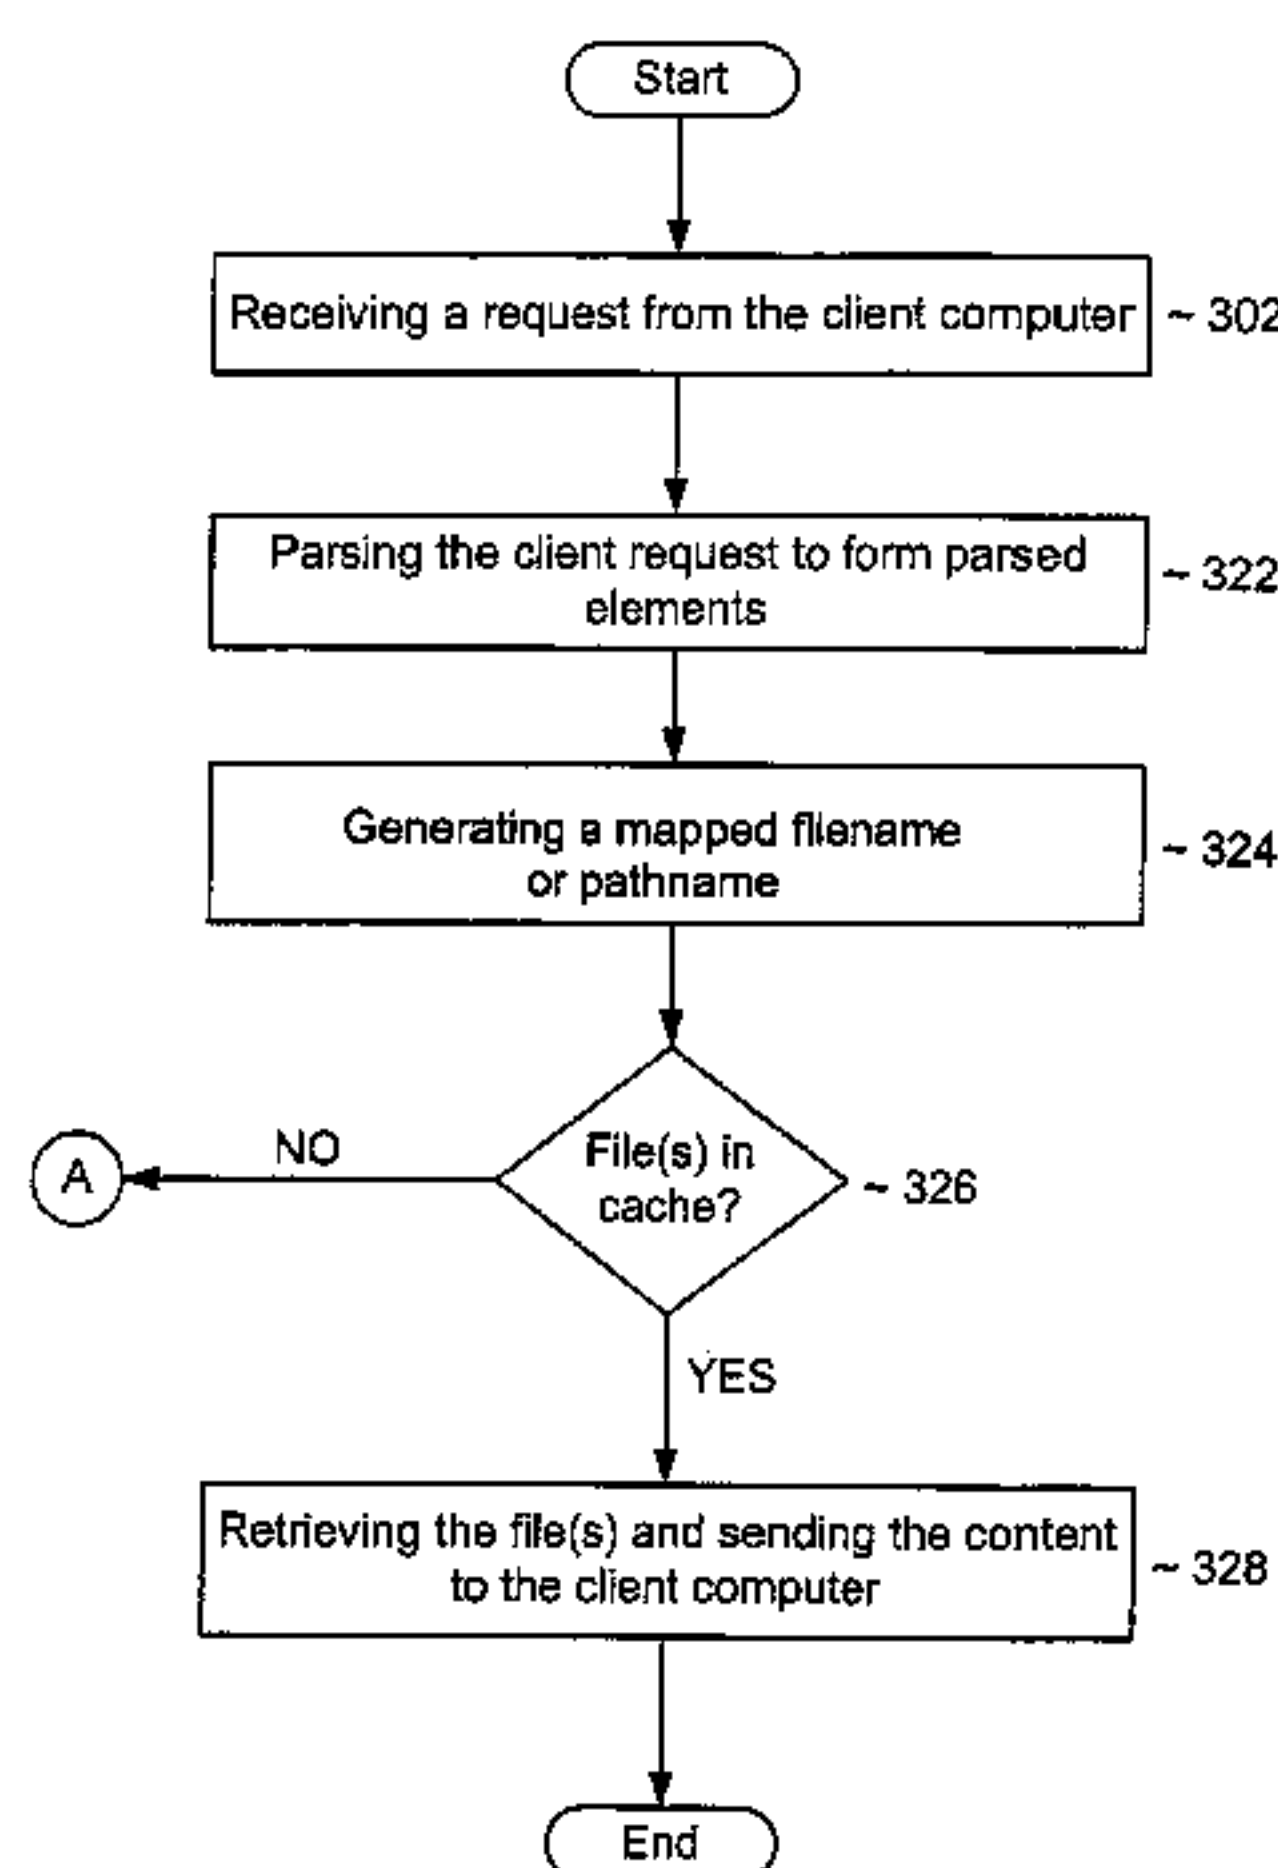 Start
Receiving a request from the client computer
~ 302
Parsing the client request to form parsed
elements
~ 322
Generating a mapped filename
or pathname
~ 324
File(s) in
cache?
~ 326
NO
A
YES
Retrieving the file(s) and sending the content
to the client computer
~ 328
End